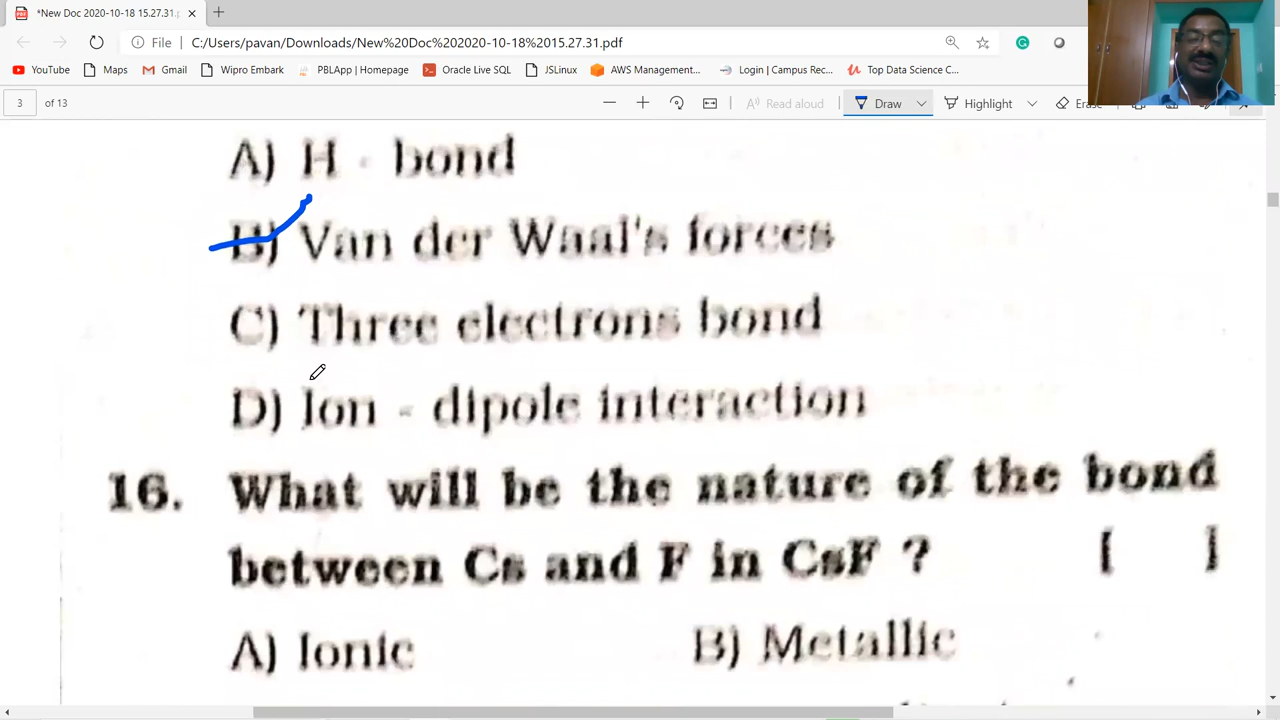 *New Doc 2020-10-18 15.27.31.p
File C:/Users/pavan/Downloads/New%20Doc%202020-10-18%2015.27.31.pdf
YouTube Maps Gmail Wipro Embark PBLApp | Homepage Oracle Live SQL JSLinux AWS Management... Login | Campus Rec... Top Data Science C...
3 of 13 Read aloud Draw Highlight Erase
A) H - bond
B) Van der Waal's forces
C) Three electrons bond
D) Ion - dipole interaction
16. What will be the nature of the bond
between Cs and F in CsF ? [ ]
A) Ionic B) Metallic